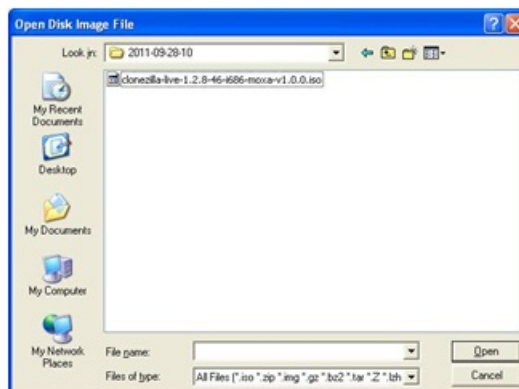 Open Disk Image File
Look in: 2011-09-28-10
clonezilla-live-1.2.8-46-i686-moxa-v1.0.0.iso
My Recent
Documents
Desktop
My Documents
My Computer
My Network
Places
File name:
Open
Files of type: All Files (*.iso *.zip *.img *.gz *.bz2 *.tar *.Z *.lzh
Cancel